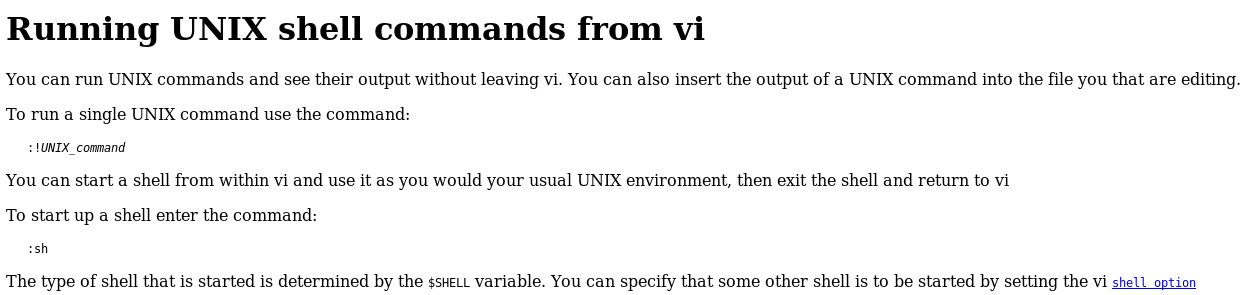 Running UNIX shell commands from vi
You can run UNIX commands and see their output without leaving vi. You can also insert the output of a UNIX command into the file you that are editing.
To run a single UNIX command use the command:
:!UNIX_command
You can start a shell from within vi and use it as you would your usual UNIX environment, then exit the shell and return to vi
To start up a shell enter the command:
:sh
The type of shell that is started is determined by the $SHELL variable. You can specify that some other shell is to be started by setting the vi shell option